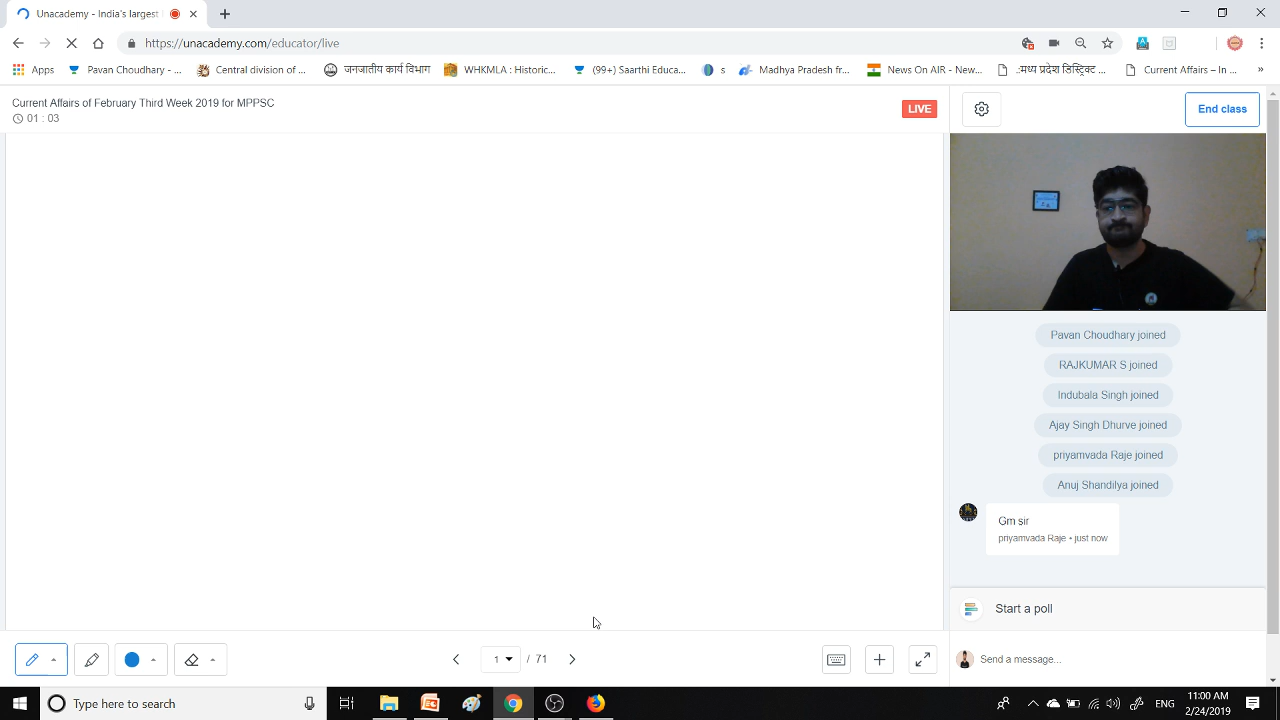 Unacademy - India's largest
https://unacademy.com/educator/live
Apps
Pavan Choudhary - ...
Central division of ...
जनजातीय कार्य विभाग
WHKMLA : Historic...
(99+) Saarthi Educa...
s
Madhya Pradesh fr...
News On AIR - New...
Current Affairs – In ...
»
Current Affairs of February Third Week 2019 for MPPSC
01 : 03
LIVE
End class
Pavan Choudhary joined
RAJKUMAR S joined
Indubala Singh joined
Ajay Singh Dhurve joined
priyamvada Raje joined
Anuj Shandilya joined
Gm sir
priyamvada Raje • just now
Start a poll
1 / 71
Send a message...
Type here to search
ENG
11:00 AM
2/24/2019